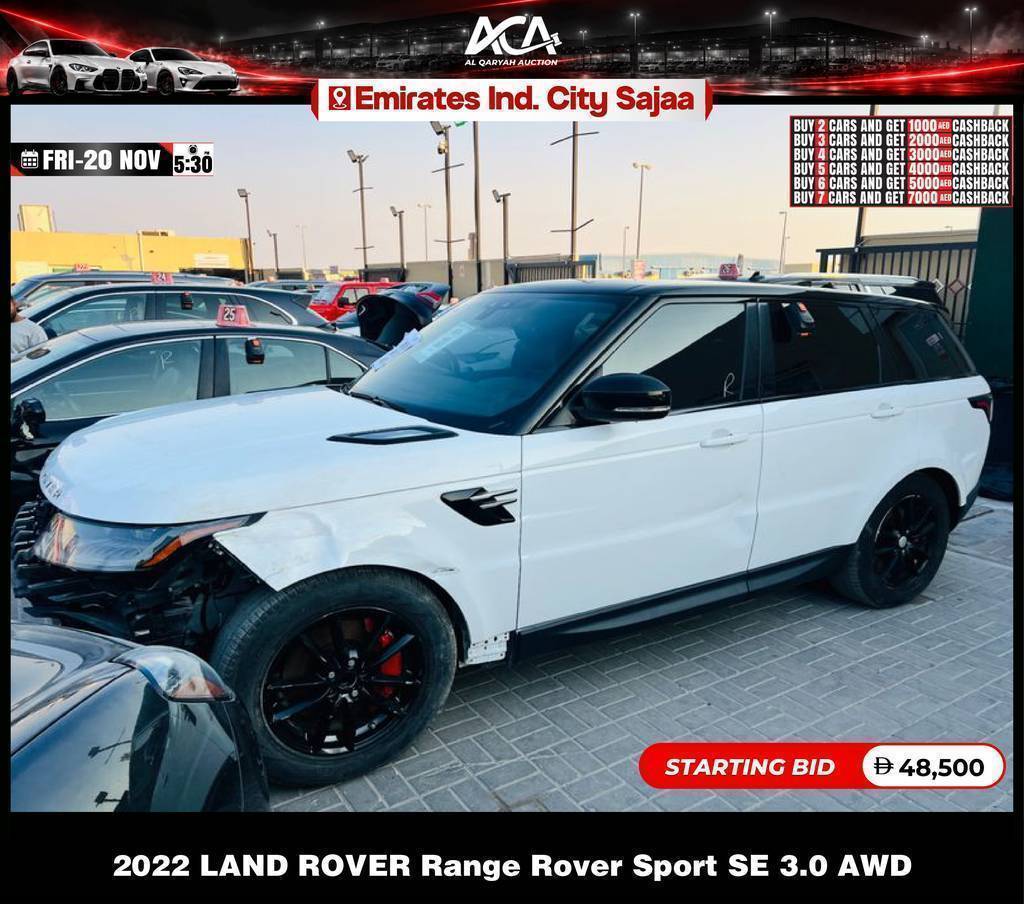 ACA
AL QARYAH AUCTION
Emirates Ind. City Sajaa
FRI-20 NOV 5:30
BUY 2 CARS AND GET 1000 AED CASHBACK
BUY 3 CARS AND GET 2000 AED CASHBACK
BUY 4 CARS AND GET 3000 AED CASHBACK
BUY 5 CARS AND GET 4000 AED CASHBACK
BUY 6 CARS AND GET 5000 AED CASHBACK
BUY 7 CARS AND GET 7000 AED CASHBACK
24
25
R
R
STARTING BID 48,500
2022 LAND ROVER Range Rover Sport SE 3.0 AWD